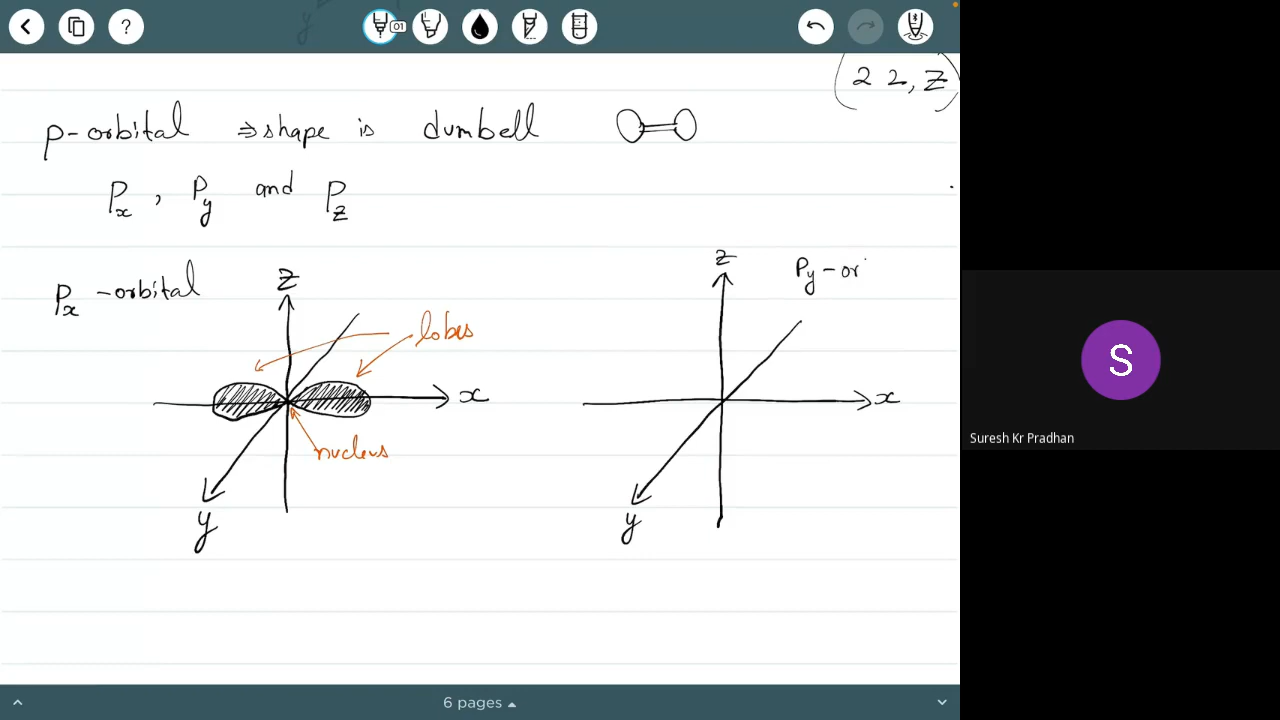 ?
01
(2 2, Z)
p-orbital ⇒ shape is dumbell
Px , Py and Pz
Px -orbital
z
lobes
x
nucleus
y
z
Py - or
x
y
S
Suresh Kr Pradhan
6 pages